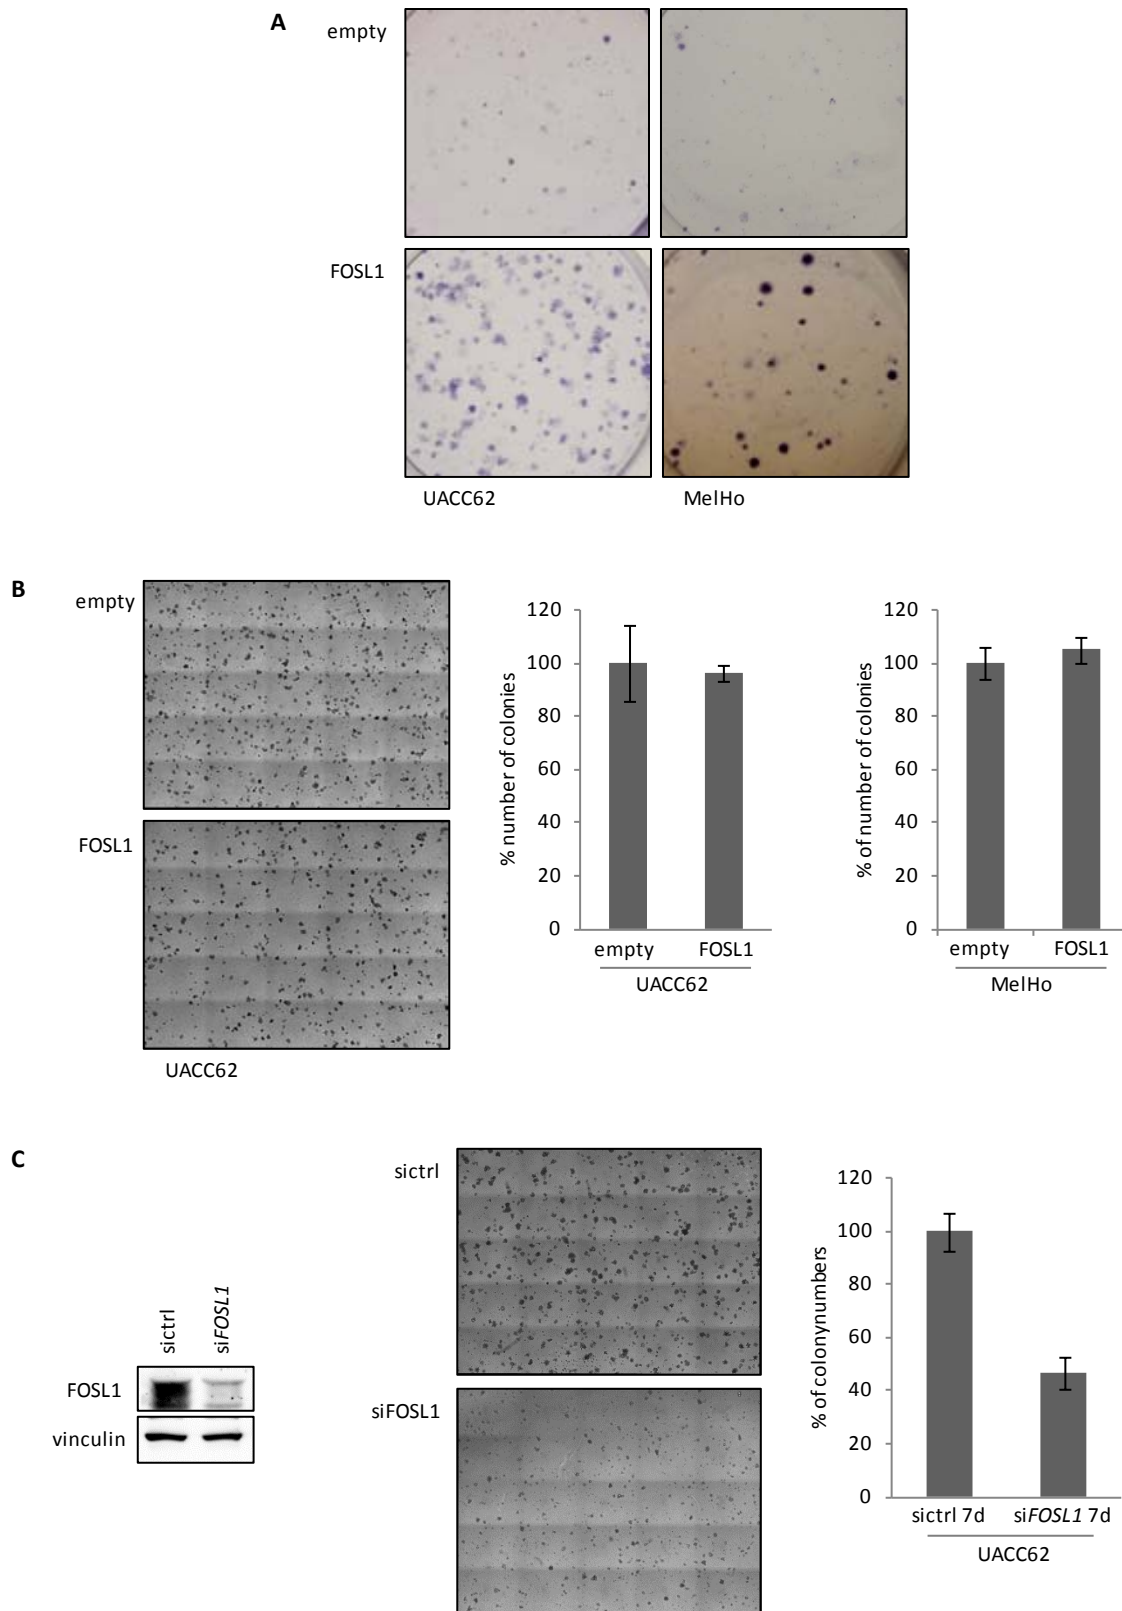 A
empty
FOSL1
UACC62
MelHo
B
empty
FOSL1
UACC62
% number of colonies
120
100
80
60
40
20
0
empty
FOSL1
UACC62
% of number of colonies
120
100
80
60
40
20
0
empty
FOSL1
MelHo
C
sictrl
siFOSL1
FOSL1
vinculin
sictrl
siFOSL1
% of colonynumbers
120
100
80
60
40
20
0
sictrl 7d
siFOSL1 7d
UACC62